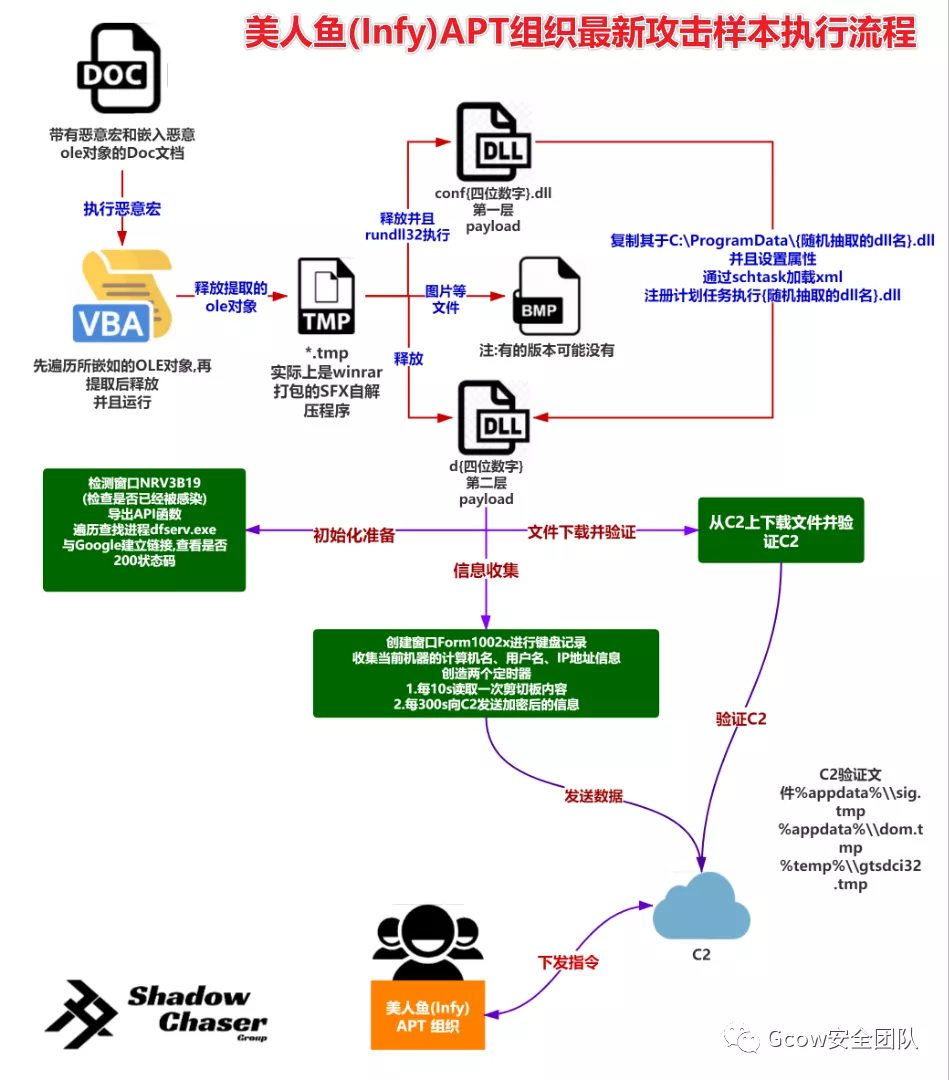 美人鱼(Infy)APT组织最新攻击样本执行流程
DOC
带有恶意宏和嵌入恶意
ole对象的Doc文档
执行恶意宏
VBA
先遍历所嵌如的OLE对象,再
提取后释放
并且运行
释放提取的
ole对象
TMP
*.tmp
实际上是winrar
打包的SFX自解
压程序
释放并且
rundll32执行
DLL
conf{四位数字}.dll
第一层
payload
图片等
文件
BMP
注:有的版本可能没有
复制其于C:\ProgramData\{随机抽取的dll名}.dll
并且设置属性
通过schtask加载xml
注册计划任务执行{随机抽取的dll名}.dll
释放
DLL
d{四位数字}
第二层
payload
检测窗口NRV3B19
(检查是否已经被感染)
导出API函数
遍历查找进程dfserv.exe
与Google建立链接,查看是否
200状态码
初始化准备
文件下载并验证
从C2上下载文件并验
证C2
信息收集
创建窗口Form1002x进行键盘记录
收集当前机器的计算机名、用户名、IP地址信息
创造两个定时器
1.每10s读取一次剪切板内容
2.每300s向C2发送加密后的信息
验证C2
发送数据
C2验证文
件%appdata%\\sig.
tmp
%appdata%\\dom.t
mp
%temp%\\gtsdci32
.tmp
C2
下发指令
美人鱼(Infy)
APT 组织
Shadow
Chaser
Group
Gcow安全团队